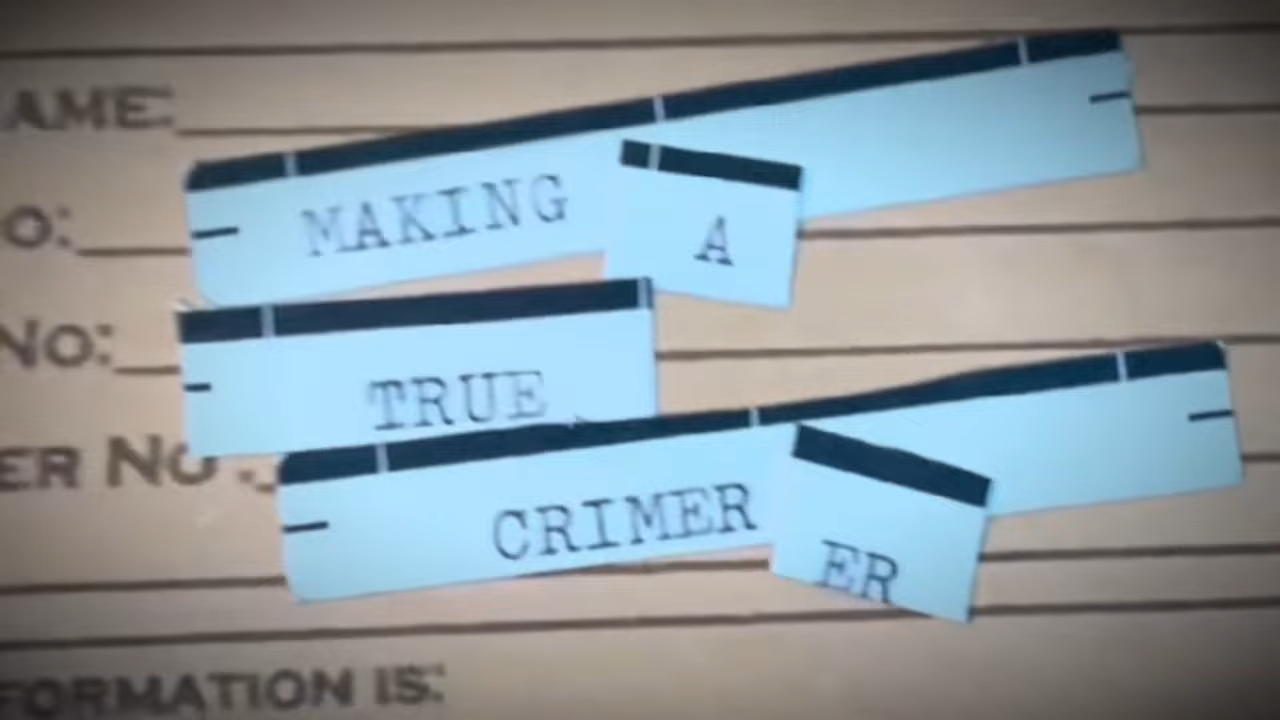 AME:
O:
MAKING A
No:
TRUE
ER No.
CRIMER ER
FORMATION IS: